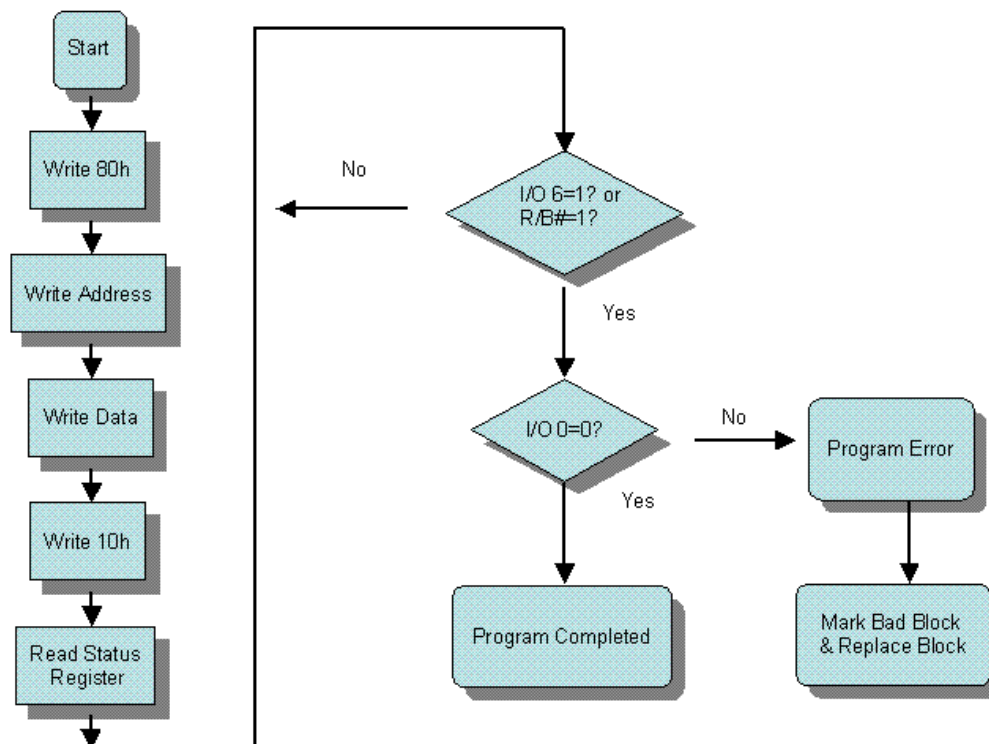 Start
Write 80h
Write Address
Write Data
Write 10h
Read Status
Register
I/O 6=1? or
R/B#=1?
No
Yes
I/O 0=0?
No
Yes
Program Error
Program Completed
Mark Bad Block
& Replace Block